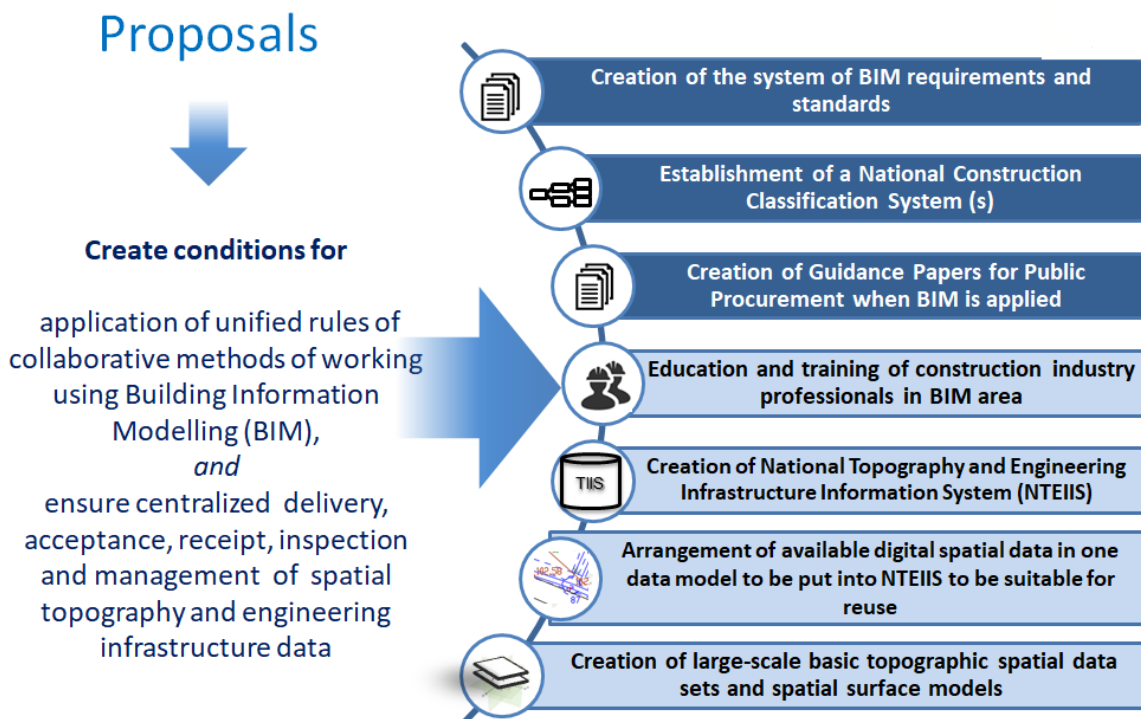 Proposals
Create conditions for
application of unified rules of
collaborative methods of working
using Building Information
Modelling (BIM),
and
ensure centralized delivery,
acceptance, receipt, inspection
and management of spatial
topography and engineering
infrastructure data
Creation of the system of BIM requirements and
standards
Establishment of a National Construction
Classification System (s)
Creation of Guidance Papers for Public
Procurement when BIM is applied
Education and training of construction industry
professionals in BIM area
TIIS
Creation of National Topography and Engineering
Infrastructure Information System (NTEIIS)
102.58
87
Arrangement of available digital spatial data in one
data model to be put into NTEIIS to be suitable for
reuse
Creation of large-scale basic topographic spatial data
sets and spatial surface models